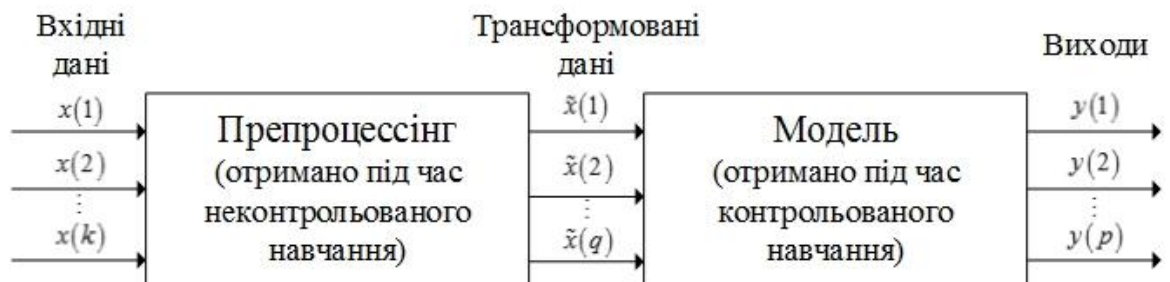 Вхідні
дані
x(1)
x(2)
⋮
x(k)
Препроцессінг
(отримано під час
неконтрольованого
навчання)
Трансформовані
дані
x̃(1)
x̃(2)
⋮
x̃(q)
Модель
(отримано під час
контрольованого
навчання)
Виходи
y(1)
y(2)
⋮
y(p)